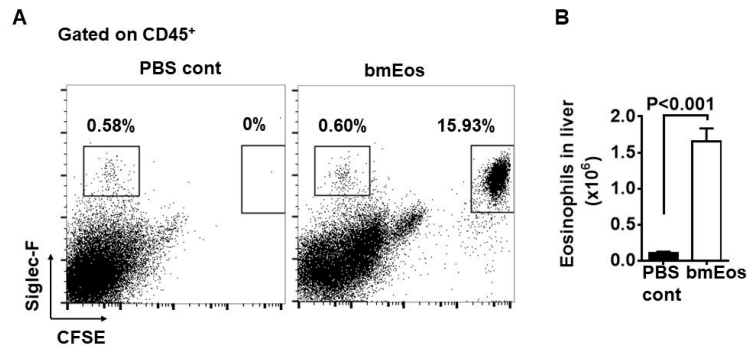 A
Gated on CD45+
PBS cont
bmEos
0.58%
0%
0.60%
15.93%
Siglec-F
CFSE
B
P<0.001
Eosinophils in liver
(x10⁶)
2.0
1.5
1.0
0.5
0.0
PBS
cont
bmEos